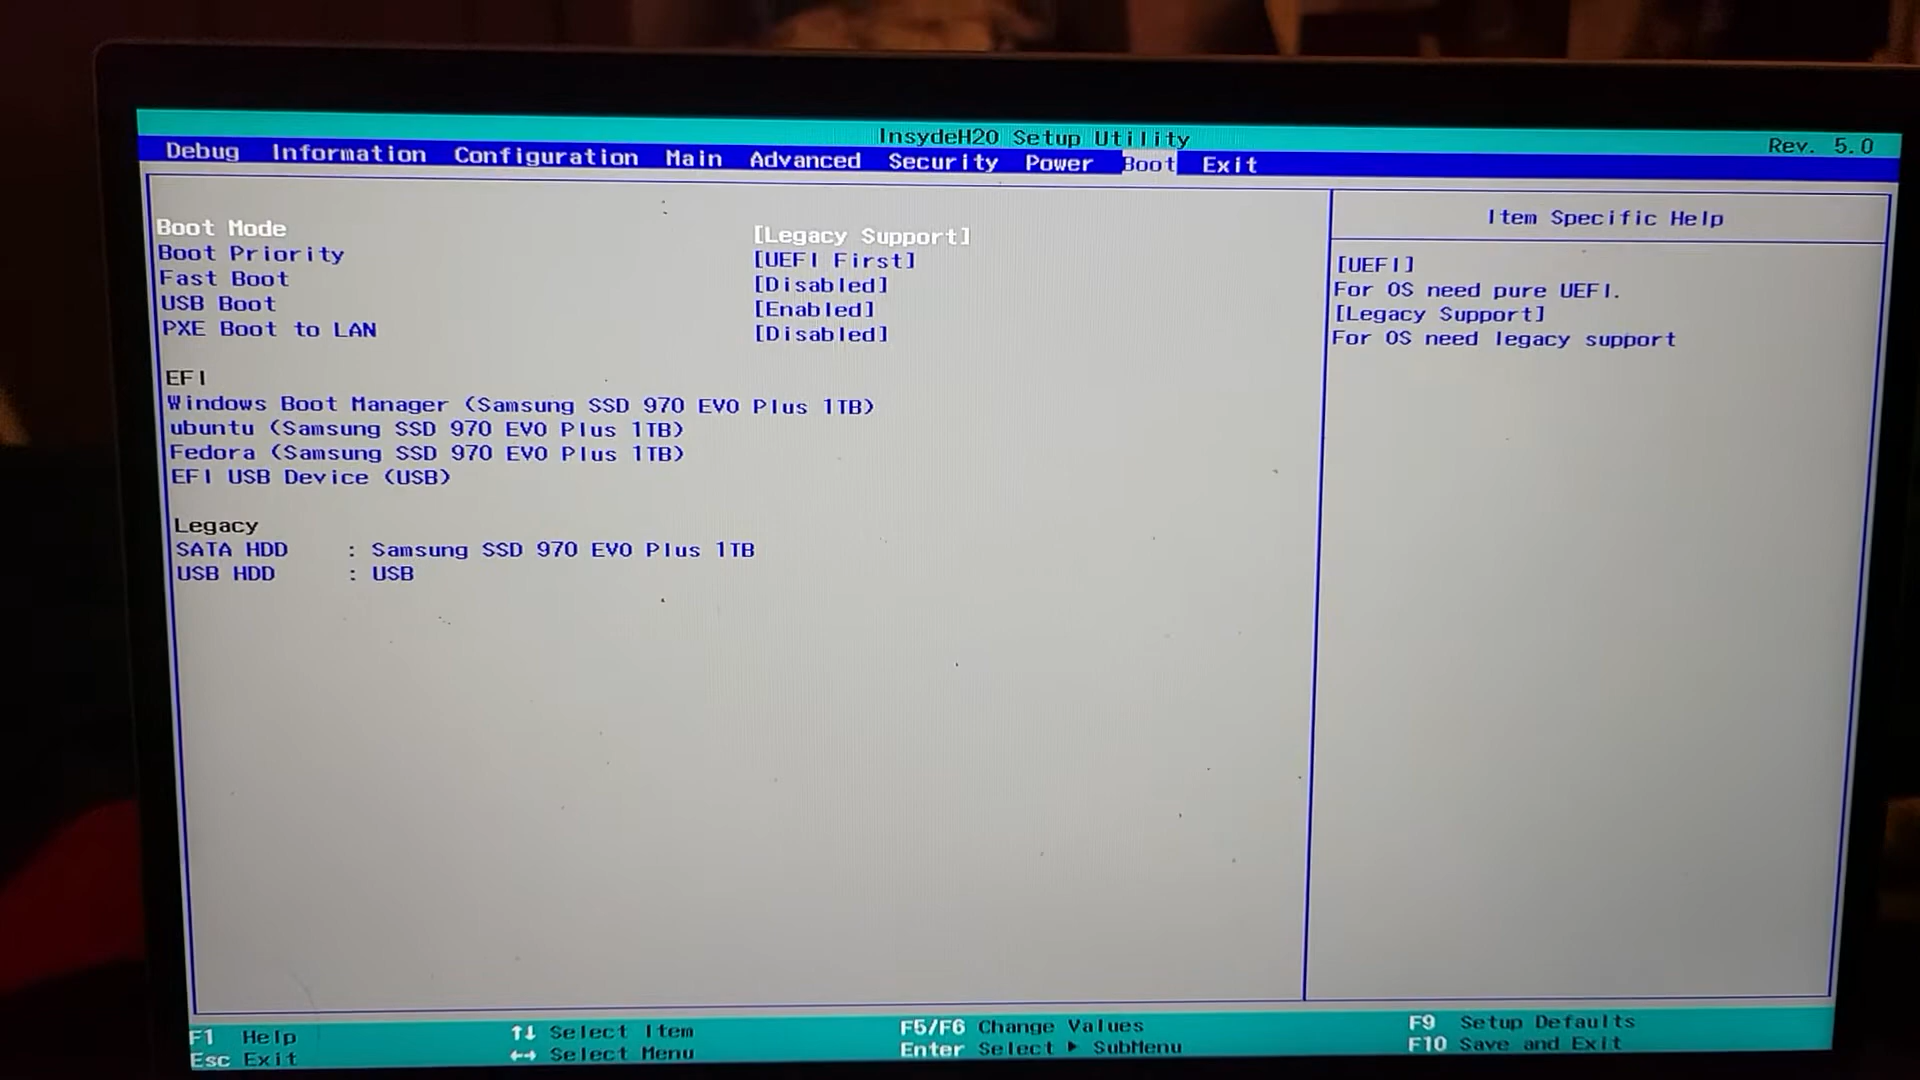 InsydeH20 Setup Utility Rev. 5.0
Debug Information Configuration Main Advanced Security Power Boot Exit
Boot Mode [Legacy Support]
Boot Priority [UEFI First]
Fast Boot [Disabled]
USB Boot [Enabled]
PXE Boot to LAN [Disabled]
EFI
Windows Boot Manager (Samsung SSD 970 EVO Plus 1TB)
ubuntu (Samsung SSD 970 EVO Plus 1TB)
Fedora (Samsung SSD 970 EVO Plus 1TB)
EFI USB Device (USB)
Legacy
SATA HDD : Samsung SSD 970 EVO Plus 1TB
USB HDD : USB
Item Specific Help
[UEFI]
For OS need pure UEFI.
[Legacy Support]
For OS need legacy support
F1 Help ↑↓ Select Item F5/F6 Change Values F9 Setup Defaults
Esc Exit ↔ Select Menu Enter Select ▶ SubMenu F10 Save and Exit